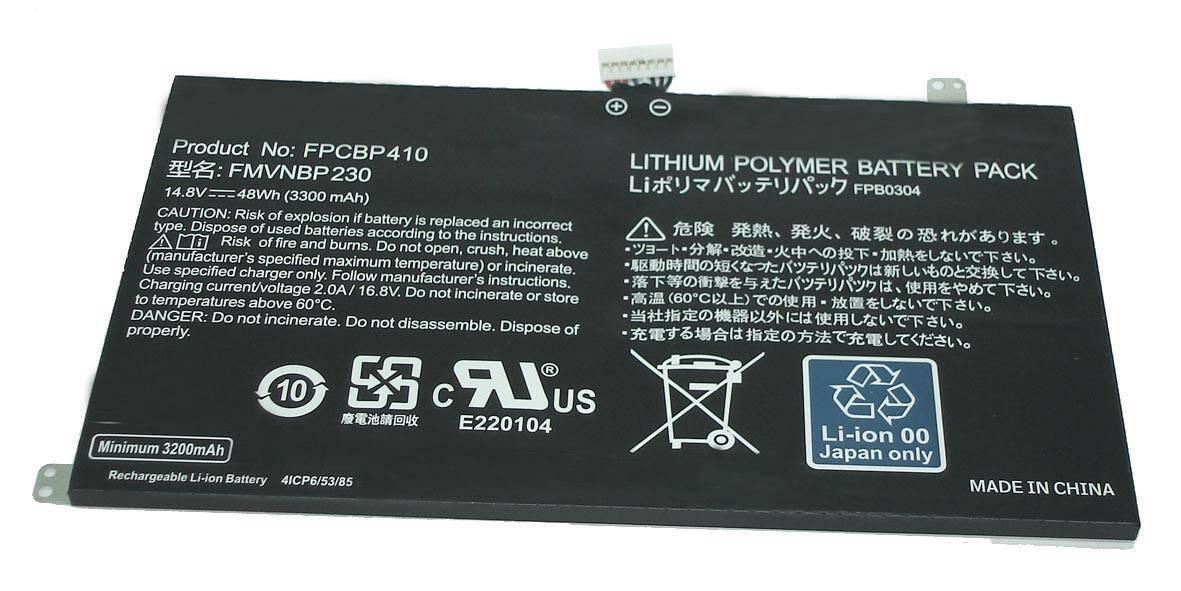 Product No: FPCBP410
型名: FMVNBP230
14.8V⎓48Wh (3300 mAh)
CAUTION: Risk of explosion if battery is replaced an incorrect
type. Dispose of used batteries according to the instructions.
Risk of fire and burns. Do not open, crush, heat above
(manufacturer's specified maximum temperature) or incinerate.
Use specified charger only. Follow manufacturer's instructions.
Charging current/voltage 2.0A/ 16.8V. Do not incinerate or store
to temperatures above 60°C.
DANGER: Do not incinerate. Do not disassemble. Dispose of
properly.
10
廢電池請回收
c RU ® US
E220104
Minimum 3200mAh
Rechargeable Li-ion Battery 4ICP6/53/85
+ −
LITHIUM POLYMER BATTERY PACK
Liポリマバッテリパック FPB0304
危険 発熱、発火、破裂の恐れがあります。
・ショート・分解・改造・火中への投下・加熱をしないで下さい。
・駆動時間の短くなったバッテリパックは新しいものと交換して下さい。
・落下等の衝撃を与えたバッテリパックは、使用をやめて下さい。
・高温(60°C以上)での使用・放置をしないで下さい。
・当社指定の機器以外には使用しないで下さい。
・充電する場合は指定の方法で充電してください。
Li-ion 00
Japan only
MADE IN CHINA